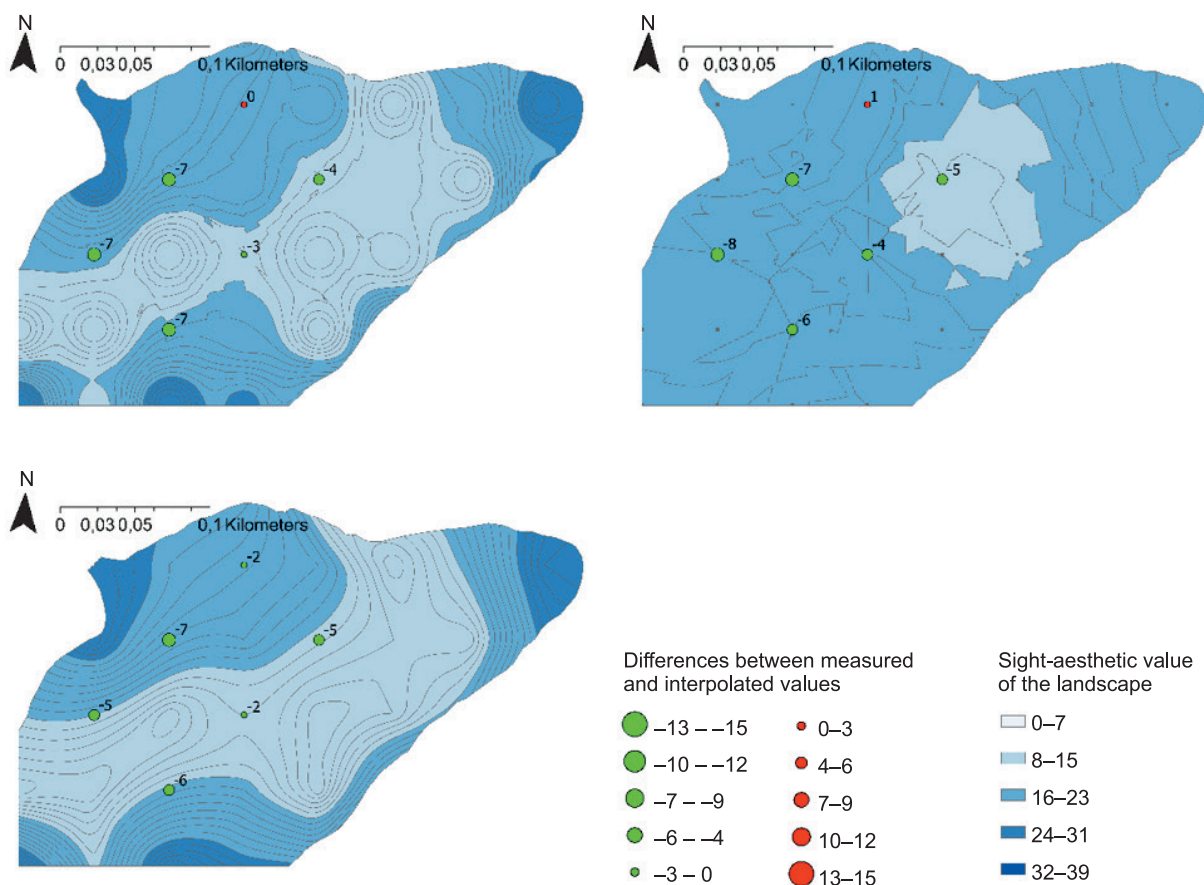 N
0 0,03 0,05 0,1 Kilometers
0
-7
-4
-7
-3
-7
N
0 0,03 0,05 0,1 Kilometers
1
-7
-5
-8
-4
-6
N
0 0,03 0,05 0,1 Kilometers
-2
-7
-5
-5
-2
-6
Differences between measured
and interpolated values
–13 – –15
–10 – –12
–7 – –9
–6 – –4
–3 – 0
0–3
4–6
7–9
10–12
13–15
Sight-aesthetic value
of the landscape
0–7
8–15
16–23
24–31
32–39